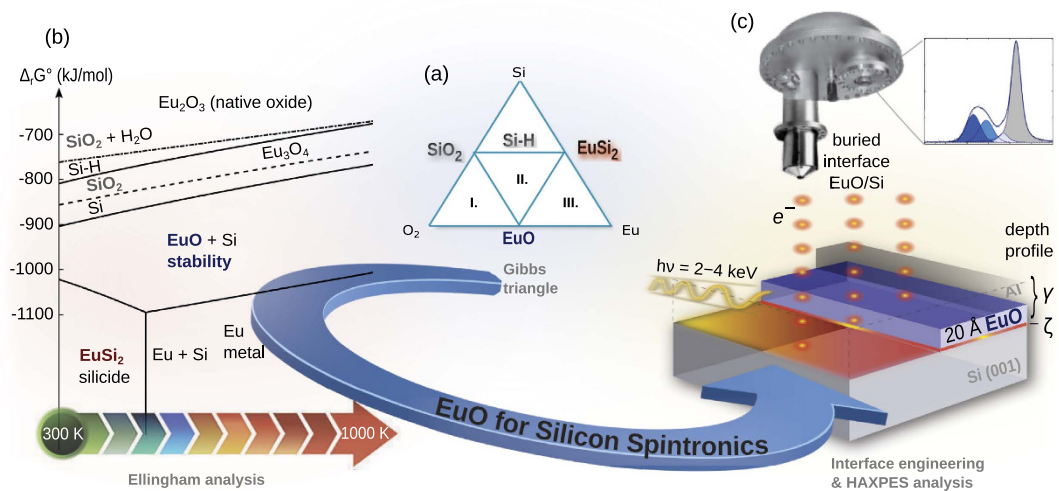 (b)
ΔᵣG° (kJ/mol)
Eu₂O₃ (native oxide)
-700
SiO₂ + H₂O
Eu₃O₄
Si-H
-800
SiO₂
Si
-900
EuO + Si
stability
-1000
-1100
Eu
metal
EuSi₂
silicide
Eu + Si
300 K
1000 K
Ellingham analysis
(a)
Si
SiO₂
Si-H
EuSi₂
I.
II.
III.
O₂
EuO
Eu
Gibbs
triangle
EuO for Silicon Spintronics
(c)
buried
interface
EuO/Si
e⁻
depth
profile
hν = 2−4 keV
Al
γ
20 Å EuO
ζ
Si (001)
Interface engineering
& HAXPES analysis